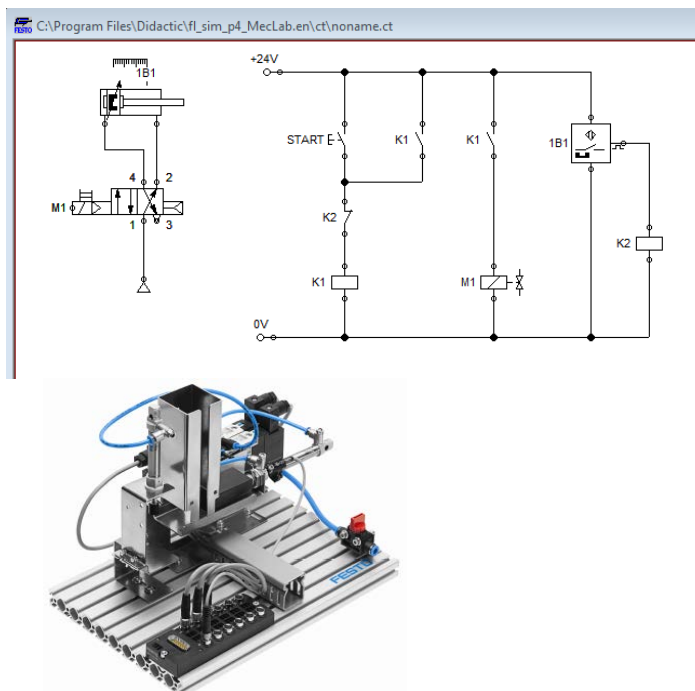 FESTO C:\Program Files\Didactic\fl_sim_p4_MecLab.en\ct\noname.ct
1B1
4 2
M1
1 3
+24V
START K1 K1 1B1
K2
K2
K1 M1
0V
FESTO